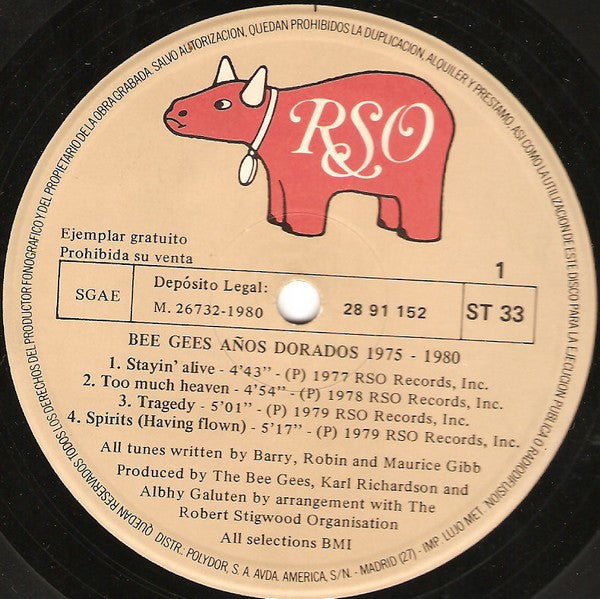 RSO
Ejemplar gratuito
Prohibida su venta
1
SGAE
Depósito Legal:
M. 26732-1980
28 91 152
ST 33
BEE GEES AÑOS DORADOS 1975 - 1980
1. Stayin' alive - 4'43'' - (P) 1977 RSO Records, Inc.
2. Too much heaven - 4'54'' - (P) 1978 RSO Records, Inc.
3. Tragedy - 5'01'' - (P) 1979 RSO Records, Inc.
4. Spirits (Having flown) - 5'17'' - (P) 1979 RSO Records, Inc.
All tunes written by Barry, Robin and Maurice Gibb
Produced by The Bee Gees, Karl Richardson and
Albhy Galuten by arrangement with The
Robert Stigwood Organisation
All selections BMI
QUEDAN RESERVADOS TODOS LOS DERECHOS DEL PRODUCTOR FONOGRAFICO Y DEL PROPIETARIO DE LA OBRA GRABADA. SALVO AUTORIZACION, QUEDAN PROHIBIDOS LA DUPLICACION, ALQUILER Y PRESTAMO, ASI COMO LA UTILIZACION DE ESTE DISCO PARA LA EJECUCION PUBLICA O RADIODIFUSION
DISTR.: POLYDOR, S. A. AVDA. AMERICA, S/N. - MADRID (27) - IMP. LUJO MET.